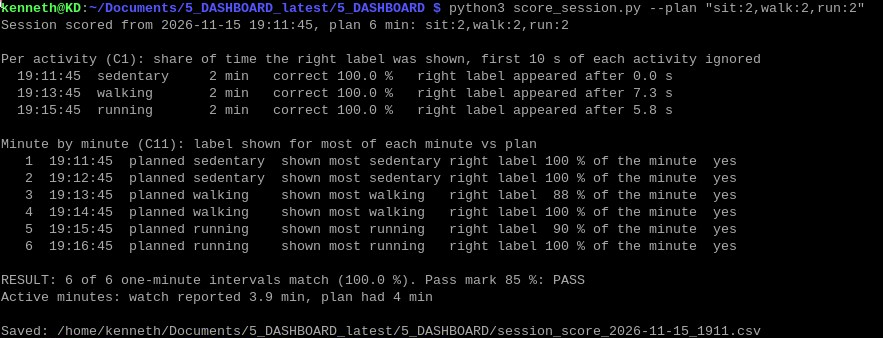 kenneth@KD:~/Documents/5_DASHBOARD_latest/5_DASHBOARD $ python3 score_session.py --plan "sit:2,walk:2,run:2"
Session scored from 2026-11-15 19:11:45, plan 6 min: sit:2,walk:2,run:2
Per activity (C1): share of time the right label was shown, first 10 s of each activity ignored
19:11:45 sedentary 2 min correct 100.0 % right label appeared after 0.0 s
19:13:45 walking 2 min correct 100.0 % right label appeared after 7.3 s
19:15:45 running 2 min correct 100.0 % right label appeared after 5.8 s
Minute by minute (C11): label shown for most of each minute vs plan
1 19:11:45 planned sedentary shown most sedentary right label 100 % of the minute yes
2 19:12:45 planned sedentary shown most sedentary right label 100 % of the minute yes
3 19:13:45 planned walking shown most walking right label 88 % of the minute yes
4 19:14:45 planned walking shown most walking right label 100 % of the minute yes
5 19:15:45 planned running shown most running right label 90 % of the minute yes
6 19:16:45 planned running shown most running right label 100 % of the minute yes
RESULT: 6 of 6 one-minute intervals match (100.0 %). Pass mark 85 %: PASS
Active minutes: watch reported 3.9 min, plan had 4 min
Saved: /home/kenneth/Documents/5_DASHBOARD_latest/5_DASHBOARD/session_score_2026-11-15_1911.csv